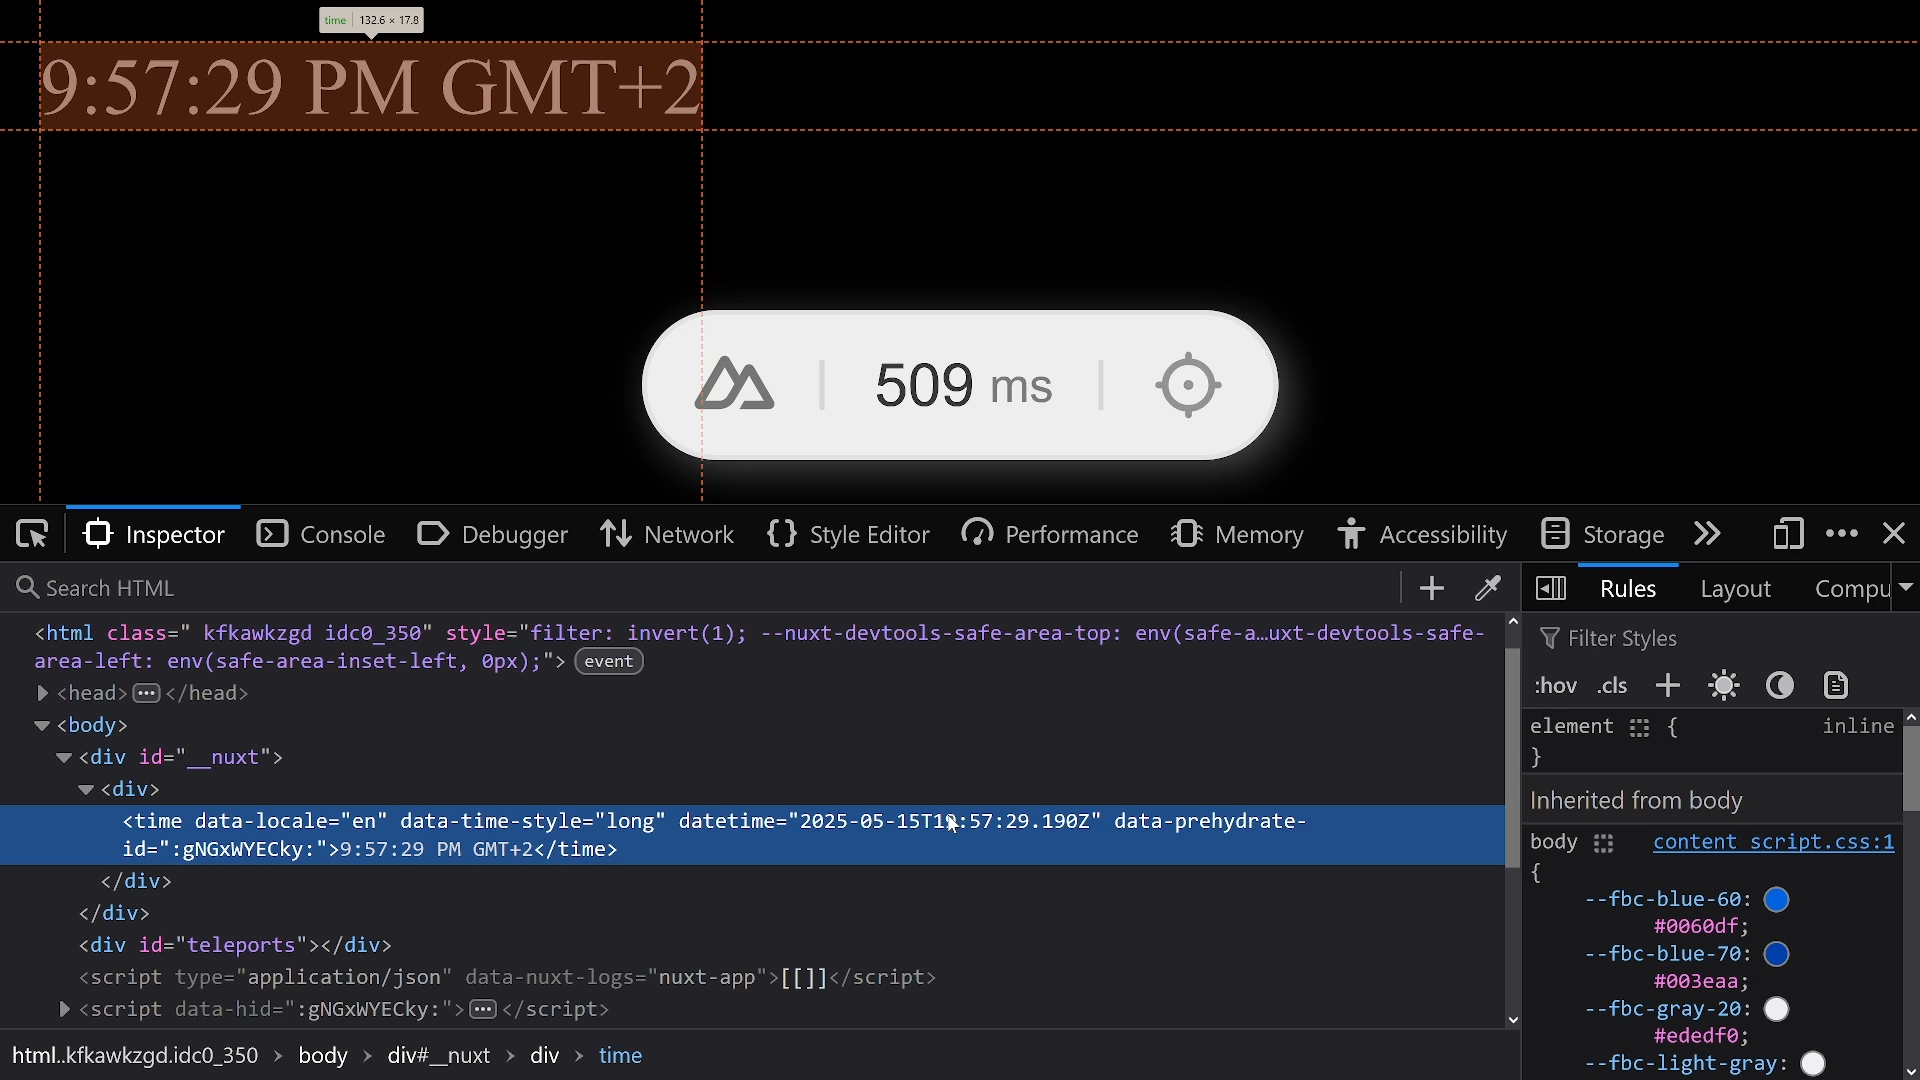 time 132.6 × 17.8
9:57:29 PM GMT+2
509 ms
Inspector Console Debugger Network Style Editor Performance Memory Accessibility Storage
Search HTML
Rules Layout Compu
<html class=" kfkawkzgd idc0_350" style="filter: invert(1); --nuxt-devtools-safe-area-top: env(safe-a…uxt-devtools-safe-
area-left: env(safe-area-inset-left, 0px);"> event
<head> ··· </head>
<body>
<div id="__nuxt">
<div>
<time data-locale="en" data-time-style="long" datetime="2025-05-15T19:57:29.190Z" data-prehydrate-
id=":gNGxWYECky:">9:57:29 PM GMT+2</time>
</div>
</div>
<div id="teleports"></div>
<script type="application/json" data-nuxt-logs="nuxt-app">[[]]</script>
<script data-hid=":gNGxWYECky:"> ··· </script>
html..kfkawkzgd.idc0_350 > body > div#__nuxt > div > time
Filter Styles
:hov .cls
element { inline
}
Inherited from body
body content_script.css:1
{
--fbc-blue-60:
#0060df;
--fbc-blue-70:
#003eaa;
--fbc-gray-20:
#ededf0;
--fbc-light-gray: